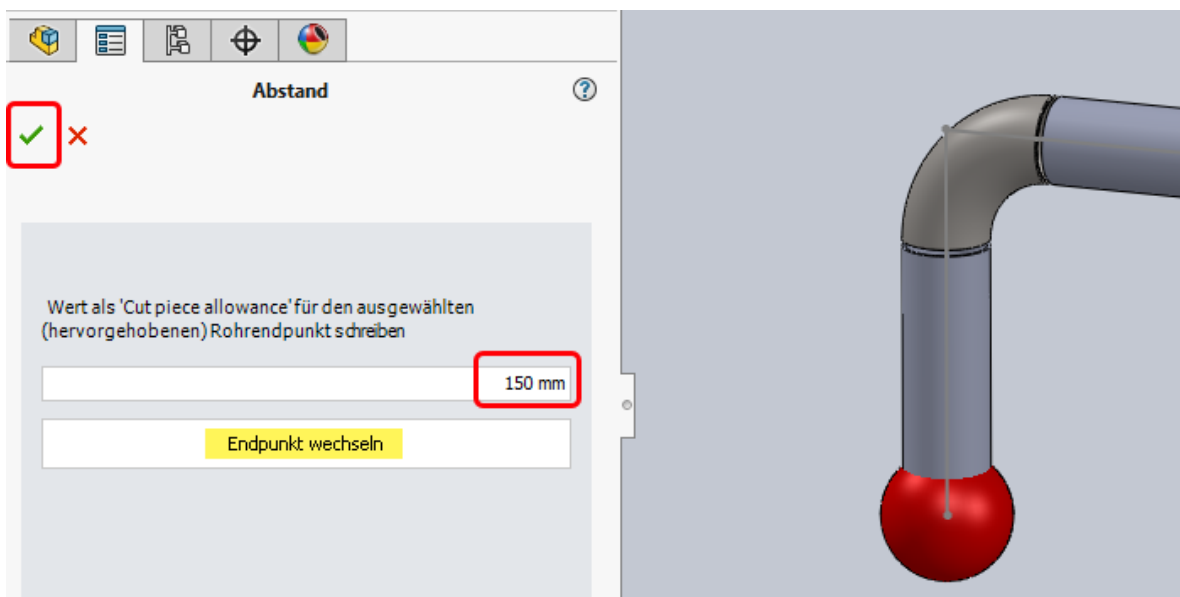 Abstand
Wert als 'Cut piece allowance' für den ausgewählten
(hervorgehobenen) Rohrendpunkt schreiben
150 mm
Endpunkt wechseln